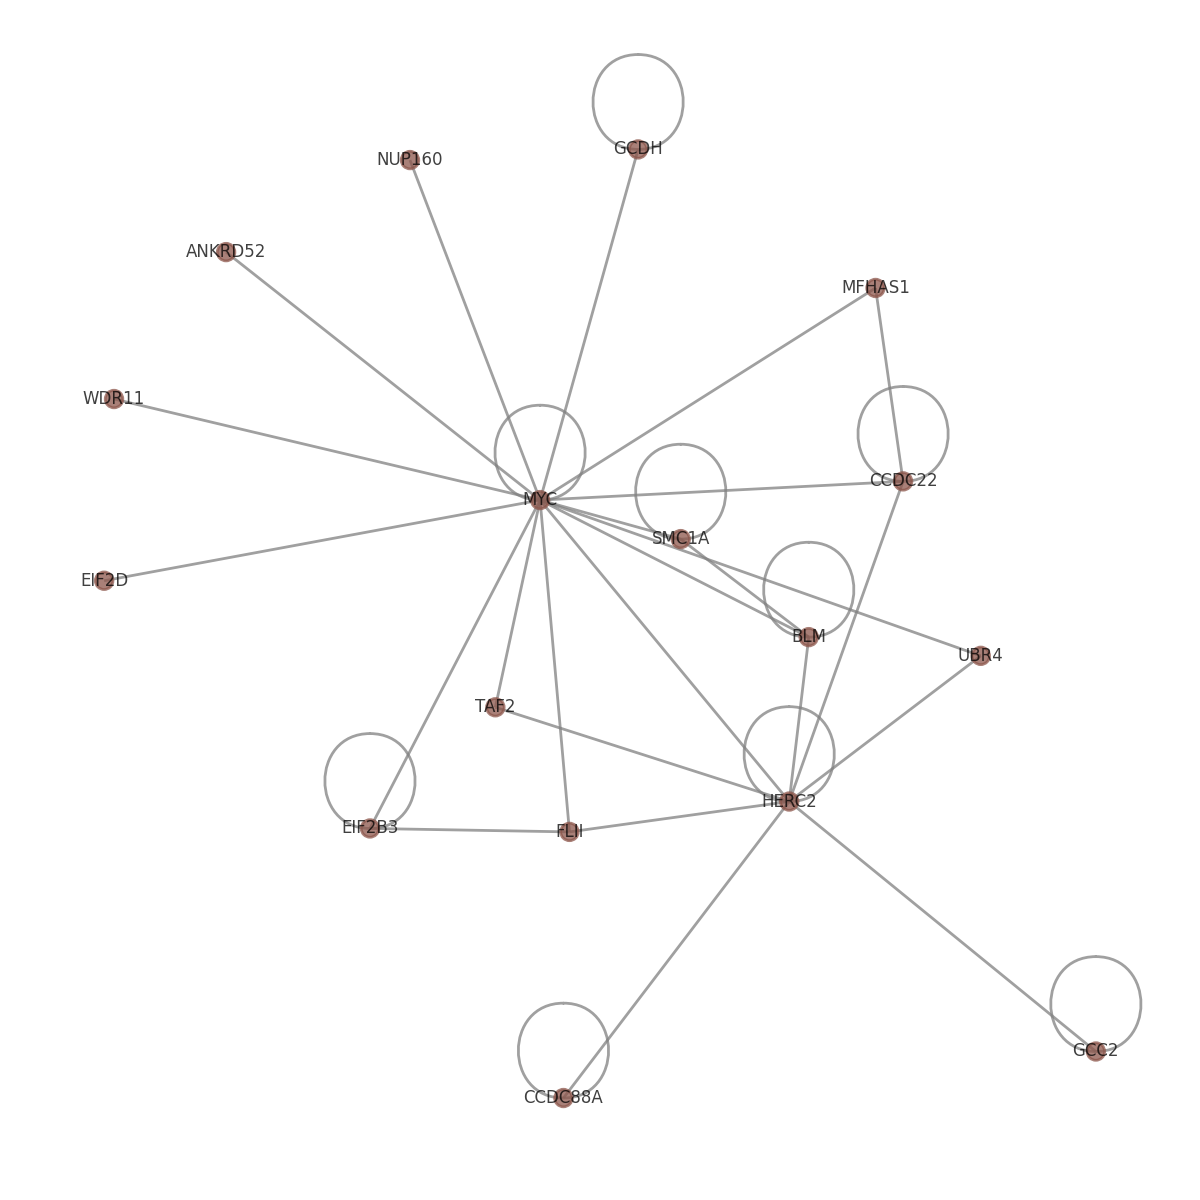 GCDH
NUP160
ANKRD52
MFHAS1
WDR11
CCDC22
MYC
SMC1A
EIF2D
BLM
UBR4
TAF2
HERC2
EIF2B3
FLII
GCC2
CCDC88A